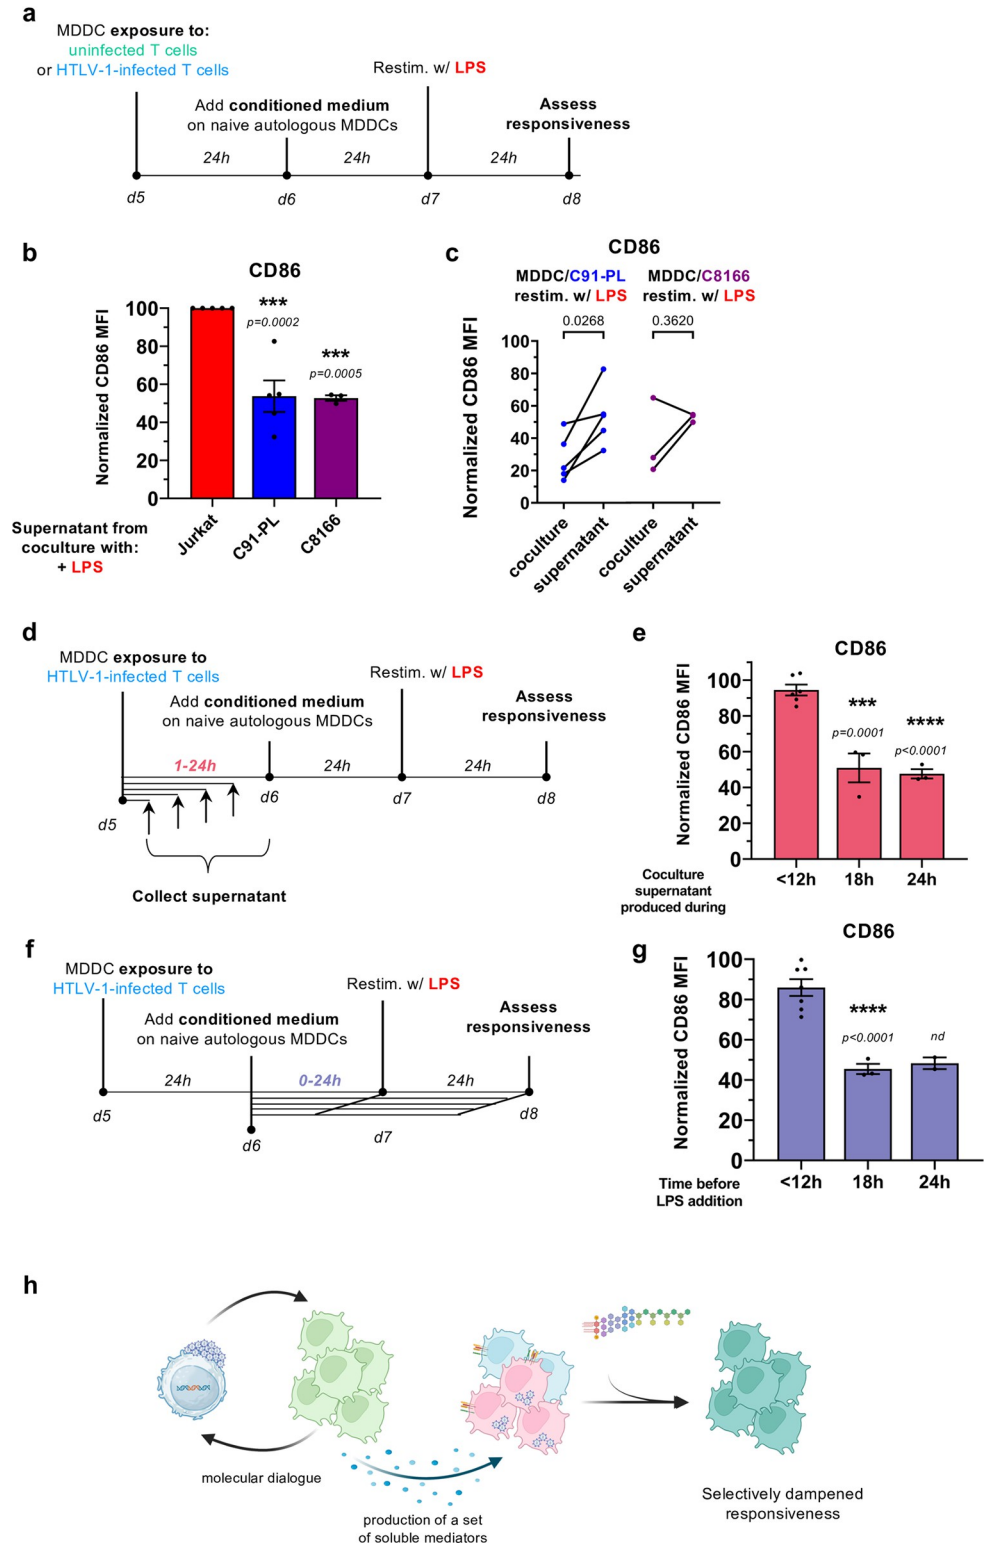 a
MDDC exposure to:
uninfected T cells
or HTLV-1-infected T cells
Restim. w/ LPS
Add conditioned medium
on naive autologous MDDCs
Assess
responsiveness
24h
24h
24h
d5
d6
d7
d8
b
CD86
Normalized CD86 MFI
100
80
60
40
20
0
***
p=0.0002
***
p=0.0005
Jurkat
C91-PL
C8166
Supernatant from
coculture with:
+ LPS
c
CD86
MDDC/C91-PL
restim. w/ LPS
MDDC/C8166
restim. w/ LPS
0.0268
0.3620
Normalized CD86 MFI
100
80
60
40
20
0
coculture
supernatant
coculture
supernatant
d
MDDC exposure to
HTLV-1-infected T cells
Restim. w/ LPS
Add conditioned medium
on naive autologous MDDCs
Assess
responsiveness
1-24h
24h
24h
d5
d6
d7
d8
Collect supernatant
e
CD86
Normalized CD86 MFI
100
80
60
40
20
0
***
p=0.0001
****
p<0.0001
<12h
18h
24h
Coculture
supernatant
produced during
f
MDDC exposure to
HTLV-1-infected T cells
Restim. w/ LPS
Add conditioned medium
on naive autologous MDDCs
Assess
responsiveness
24h
0-24h
24h
d5
d6
d7
d8
g
CD86
Normalized CD86 MFI
100
80
60
40
20
0
****
p<0.0001
nd
<12h
18h
24h
Time before
LPS addition
h
molecular dialogue
production of a set
of soluble mediators
Selectively dampened
responsiveness